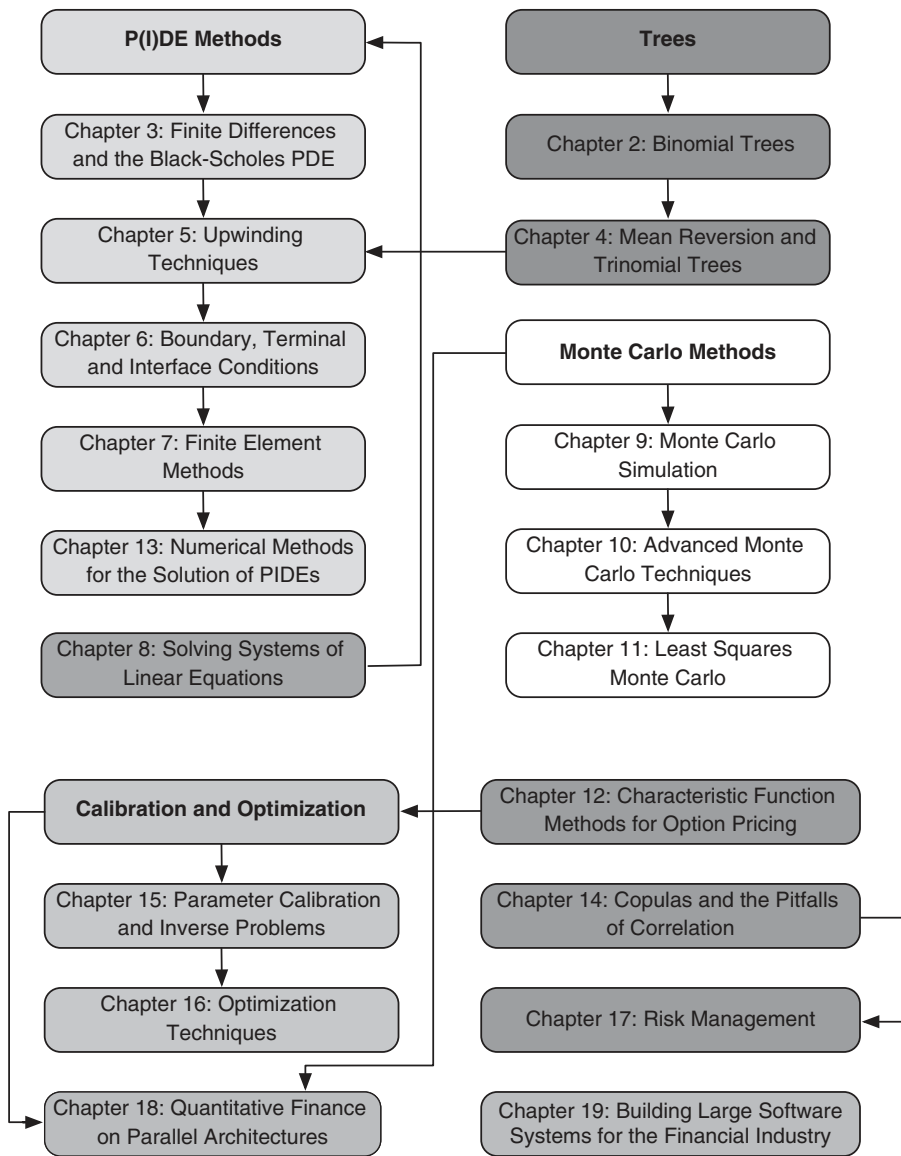 P(I)DE Methods
Chapter 3: Finite Differences
and the Black-Scholes PDE
Chapter 5: Upwinding
Techniques
Chapter 6: Boundary, Terminal
and Interface Conditions
Chapter 7: Finite Element
Methods
Chapter 13: Numerical Methods
for the Solution of PIDEs
Chapter 8: Solving Systems of
Linear Equations
Trees
Chapter 2: Binomial Trees
Chapter 4: Mean Reversion and
Trinomial Trees
Monte Carlo Methods
Chapter 9: Monte Carlo
Simulation
Chapter 10: Advanced Monte
Carlo Techniques
Chapter 11: Least Squares
Monte Carlo
Calibration and Optimization
Chapter 15: Parameter Calibration
and Inverse Problems
Chapter 16: Optimization
Techniques
Chapter 18: Quantitative Finance
on Parallel Architectures
Chapter 12: Characteristic Function
Methods for Option Pricing
Chapter 14: Copulas and the Pitfalls
of Correlation
Chapter 17: Risk Management
Chapter 19: Building Large Software
Systems for the Financial Industry